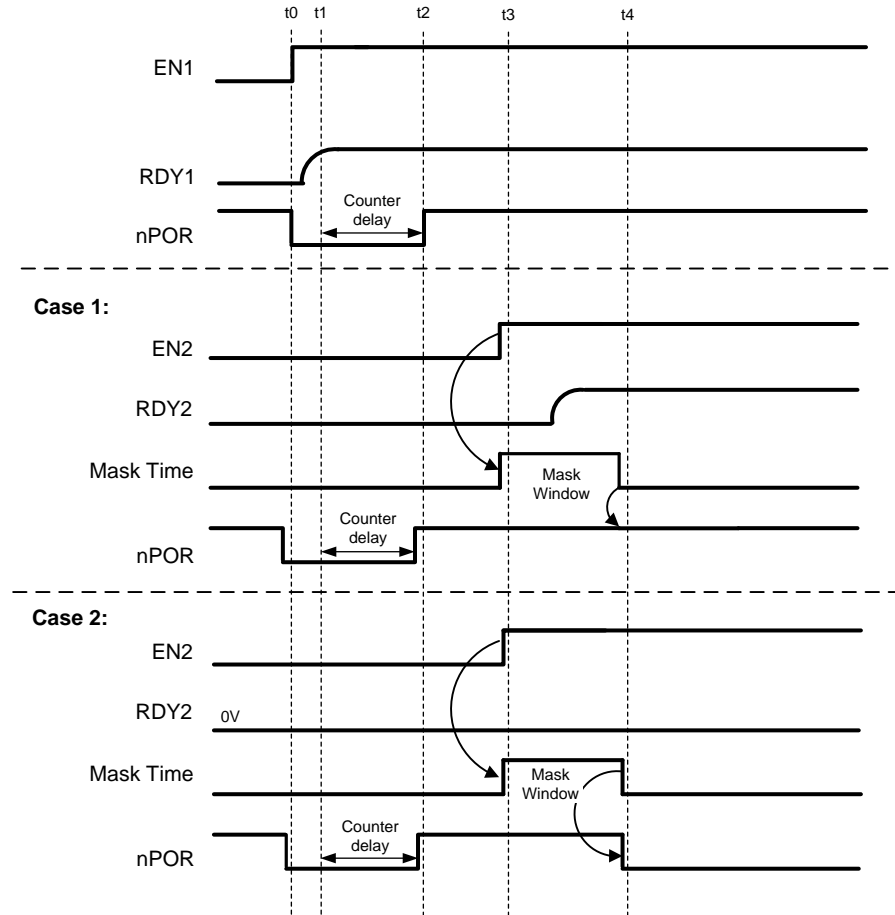 t0 t1 t2 t3 t4
EN1
RDY1
Counter
delay
nPOR
Case 1:
EN2
RDY2
Mask Time
Mask
Window
Counter
delay
nPOR
Case 2:
EN2
RDY2
0V
Mask Time
Mask
Window
Counter
delay
nPOR